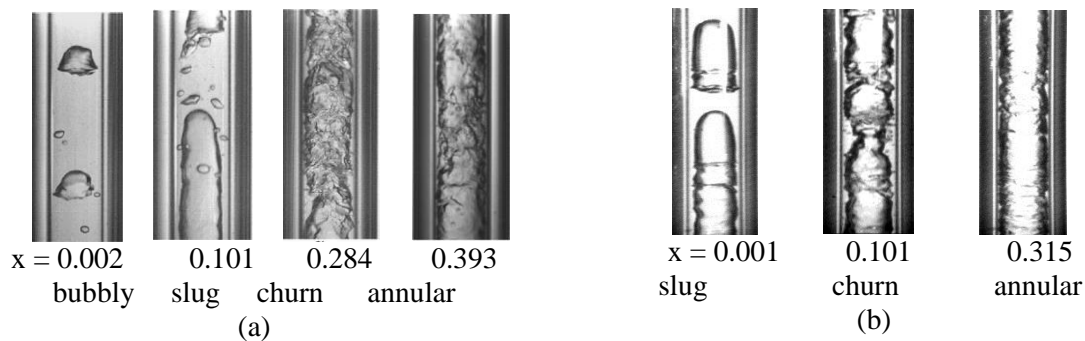 x = 0.002 0.101 0.284 0.393
bubbly slug churn annular
(a)
x = 0.001 0.101 0.315
slug churn annular
(b)